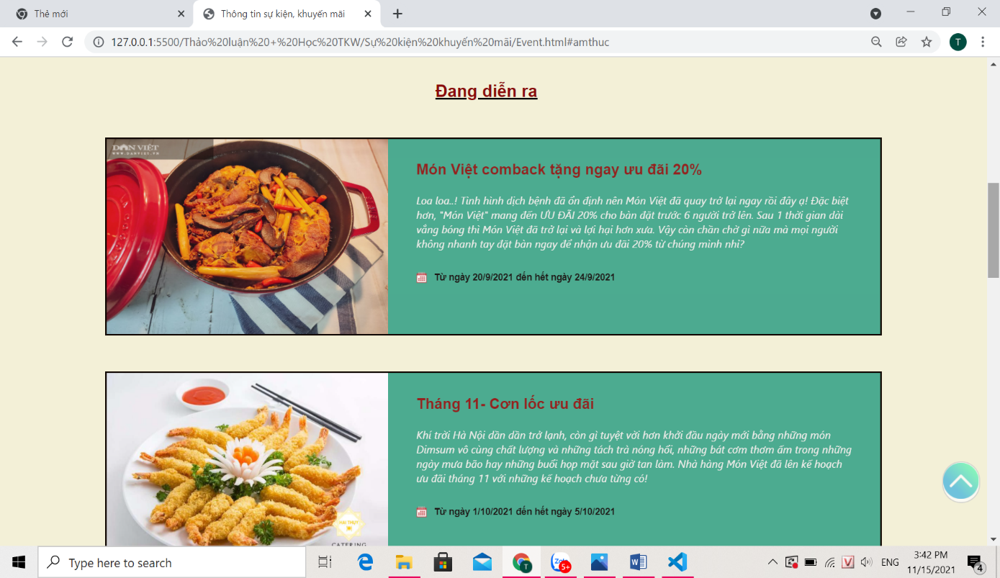 Thẻ mới
Thông tin sự kiện, khuyến mãi
127.0.0.1:5500/Thảo%20luận%20+%20Học%20TKW/Sự%20kiện%20khuyến%20mãi/Event.html#amthuc
T
Đang diễn ra
DÂN VIỆT
WWW.DANVIET.VN
Món Việt comback tặng ngay ưu đãi 20%
Loa loa..! Tình hình dịch bệnh đã ổn định nên Món Việt đã quay trở lại ngay rồi đây ạ! Đặc biệt
hơn, "Món Việt" mang đến ƯU ĐÃI 20% cho bàn đặt trước 6 người trở lên. Sau 1 thời gian dài
vắng bóng thì Món Việt đã trở lại và lợi hại hơn xưa. Vậy còn chần chờ gì nữa mà mọi người
không nhanh tay đặt bàn ngay để nhận ưu đãi 20% từ chúng mình nhỉ?
Từ ngày 20/9/2021 đến hết ngày 24/9/2021
Tháng 11- Cơn lốc ưu đãi
Khí trời Hà Nội dần dần trở lạnh, còn gì tuyệt vời hơn khởi đầu ngày mới bằng những món
Dimsum vô cùng chất lượng và những tách trà nóng hổi, những bát cơm thơm ấm trong những
ngày mưa bão hay những buổi họp mặt sau giờ tan làm. Nhà hàng Món Việt đã lên kế hoạch
ưu đãi tháng 11 với những kế hoạch chưa từng có!
Từ ngày 1/10/2021 đến hết ngày 5/10/2021
CATERING
Type here to search
T
Zalo
5+
W
V
ENG
3:42 PM
11/15/2021
4